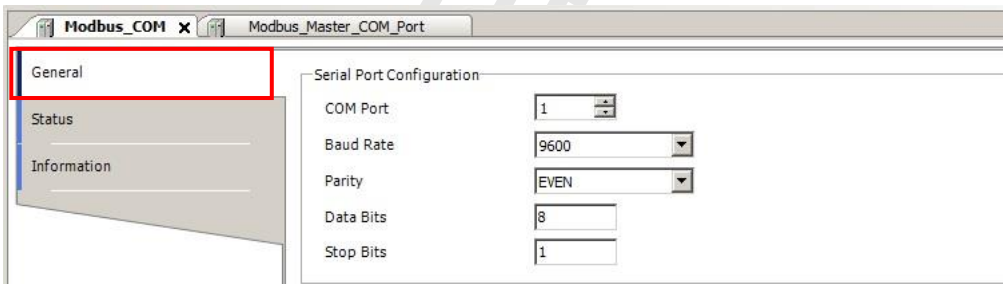 Modbus_COM x Modbus_Master_COM_Port
General
Status
Information
Serial Port Configuration
COM Port 1
Baud Rate 9600
Parity EVEN
Data Bits 8
Stop Bits 1